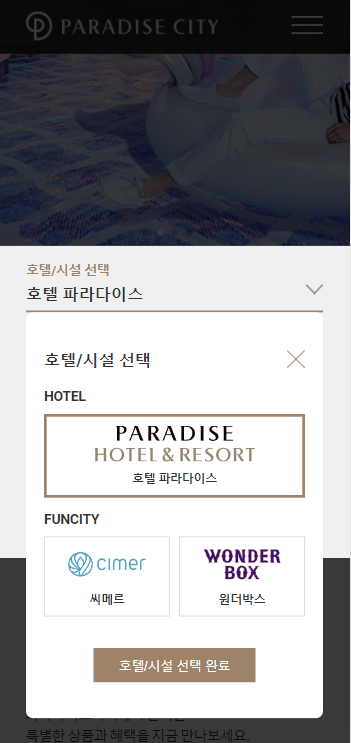 PARADISE CITY
호텔/시설 선택
호텔 파라다이스
호텔/시설 선택
HOTEL
PARADISE
HOTEL & RESORT
호텔 파라다이스
FUNCITY
cimer
씨메르
WONDER
BOX
원더박스
호텔/시설 선택 완료
특별한 상품과 혜택을 지금 만나보세요.